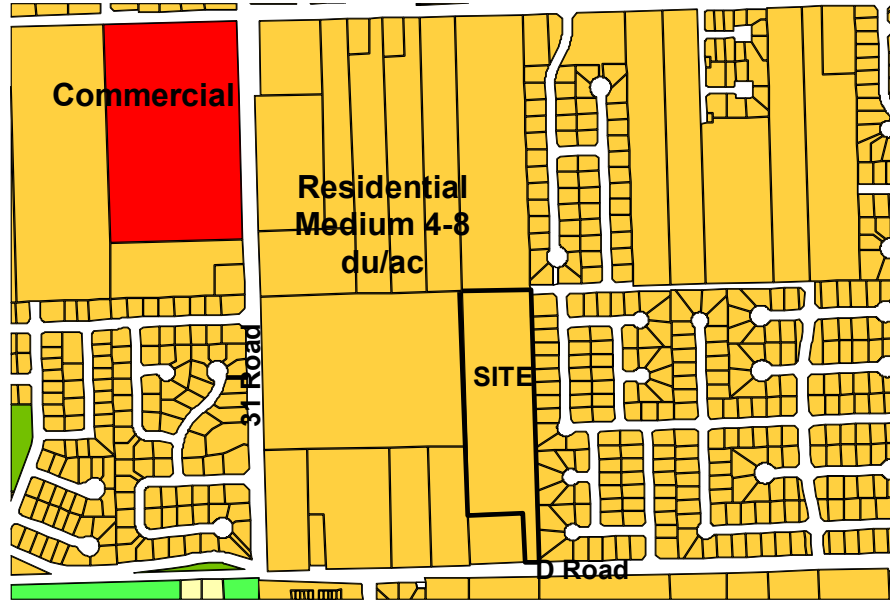 Commercial
Residential
Medium 4-8
du/ac
31 Road
SITE
D Road